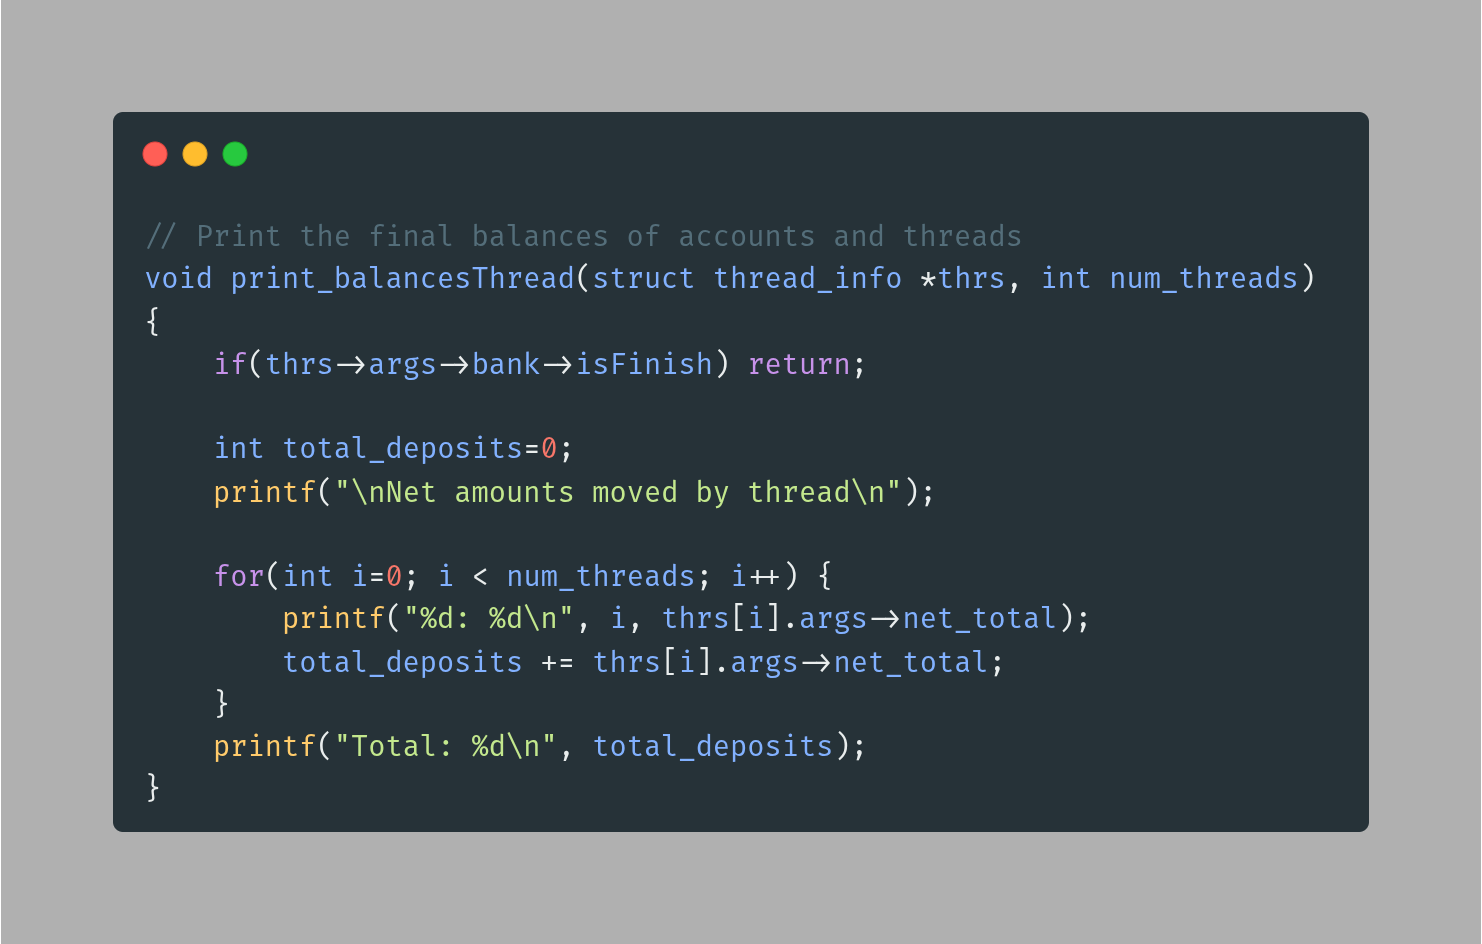 // Print the final balances of accounts and threads
void print_balancesThread(struct thread_info *thrs, int num_threads)
{
    if(thrs->args->bank->isFinish) return;
    int total_deposits=0;
    printf("\nNet amounts moved by thread\n");
    for(int i=0; i < num_threads; i++) {
        printf("%d: %d\n", i, thrs[i].args->net_total);
        total_deposits += thrs[i].args->net_total;
    }
    printf("Total: %d\n", total_deposits);
}